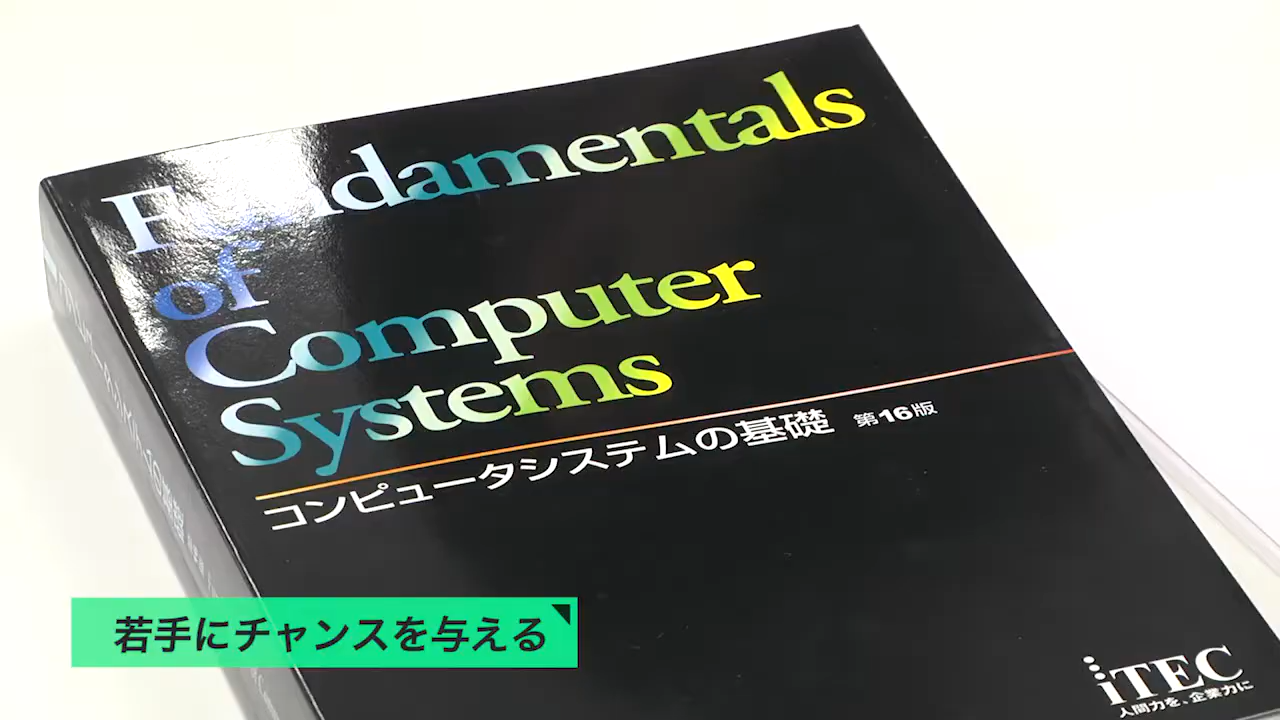 Fundamentals
of
Computer
Systems
コンピュータシステムの基礎 第16版
若手にチャンスを与える
iTEC
人間力を、企業力に